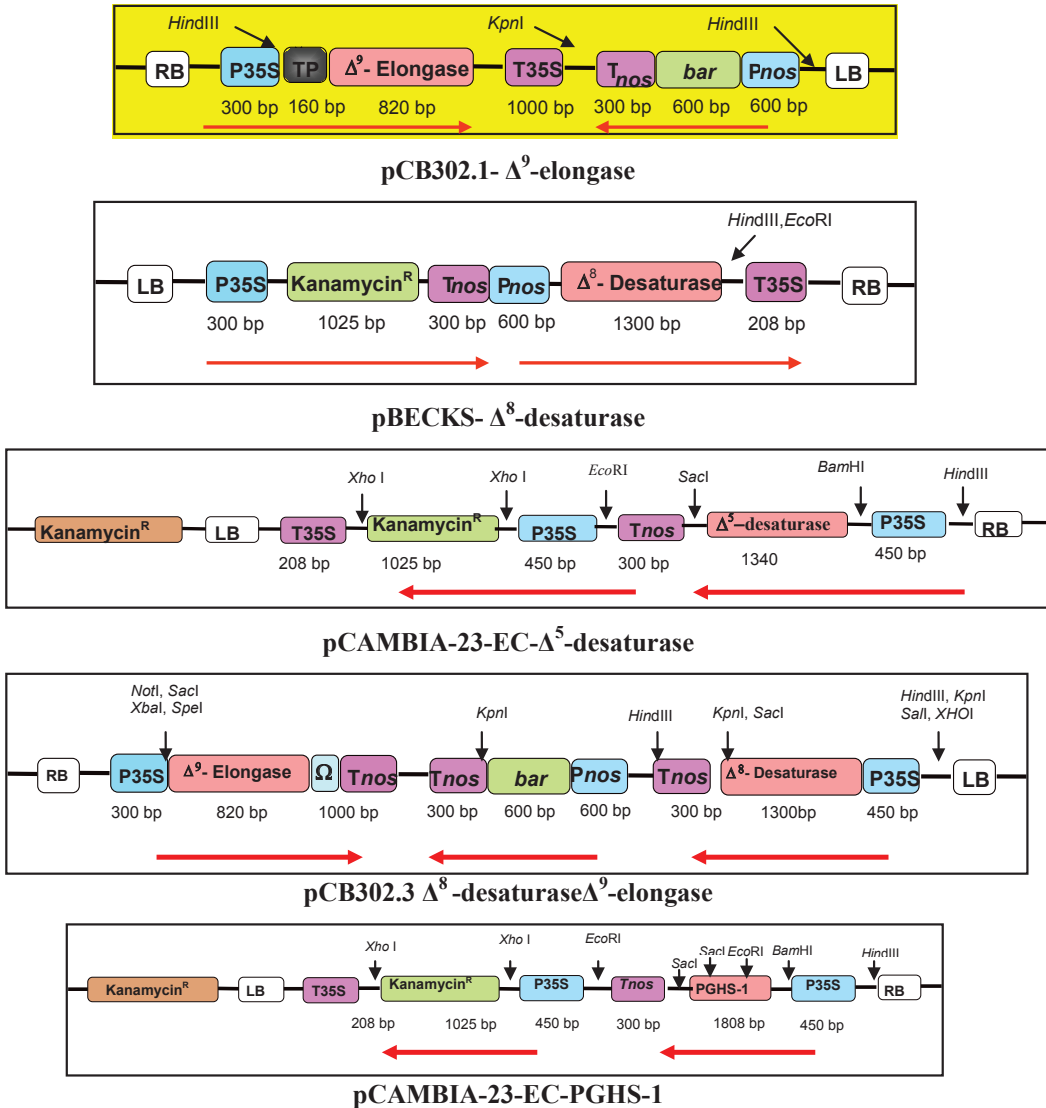 HindIII KpnI HindIII
RB P35S TP Δ⁹- Elongase T35S Tnos bar Pnos LB
300 bp 160 bp 820 bp 1000 bp 300 bp 600 bp 600 bp
pCB302.1- Δ⁹-elongase
HindIII,EcoRI
LB P35S Kanamycinᴿ Tnos Pnos Δ⁸- Desaturase T35S RB
300 bp 1025 bp 300 bp 600 bp 1300 bp 208 bp
pBECKS- Δ⁸-desaturase
Xho I Xho I EcoRI SacI BamHI HindIII
Kanamycinᴿ LB T35S Kanamycinᴿ P35S Tnos Δ⁵–desaturase P35S RB
208 bp 1025 bp 450 bp 300 bp 1340 450 bp
pCAMBIA-23-EC-Δ⁵-desaturase
NotI, SacI
XbaI, SpeI
KpnI HindIII KpnI, SacI
HindIII, KpnI
SalI, XHOI
RB P35S Δ⁹- Elongase Ω Tnos Tnos bar Pnos Tnos Δ⁸- Desaturase P35S LB
300 bp 820 bp 1000 bp 300 bp 600 bp 600 bp 300 bp 1300bp 450 bp
pCB302.3 Δ⁸-desaturaseΔ⁹-elongase
Xho I Xho I EcoRI SacI SacI EcoRI BamHI HindIII
Kanamycinᴿ LB T35S Kanamycinᴿ P35S Tnos PGHS-1 P35S RB
208 bp 1025 bp 450 bp 300 bp 1808 bp 450 bp
pCAMBIA-23-EC-PGHS-1